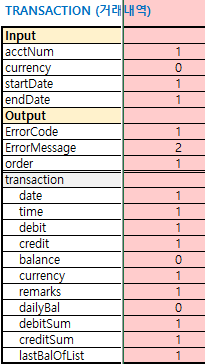 TRANSACTION (거래내역)
Input
acctNum 1
currency 0
startDate 1
endDate 1
Output
ErrorCode 1
ErrorMessage 2
order 1
transaction
date 1
time 1
debit 1
credit 1
balance 0
currency 1
remarks 1
dailyBal 0
debitSum 1
creditSum 1
lastBalOfList 1